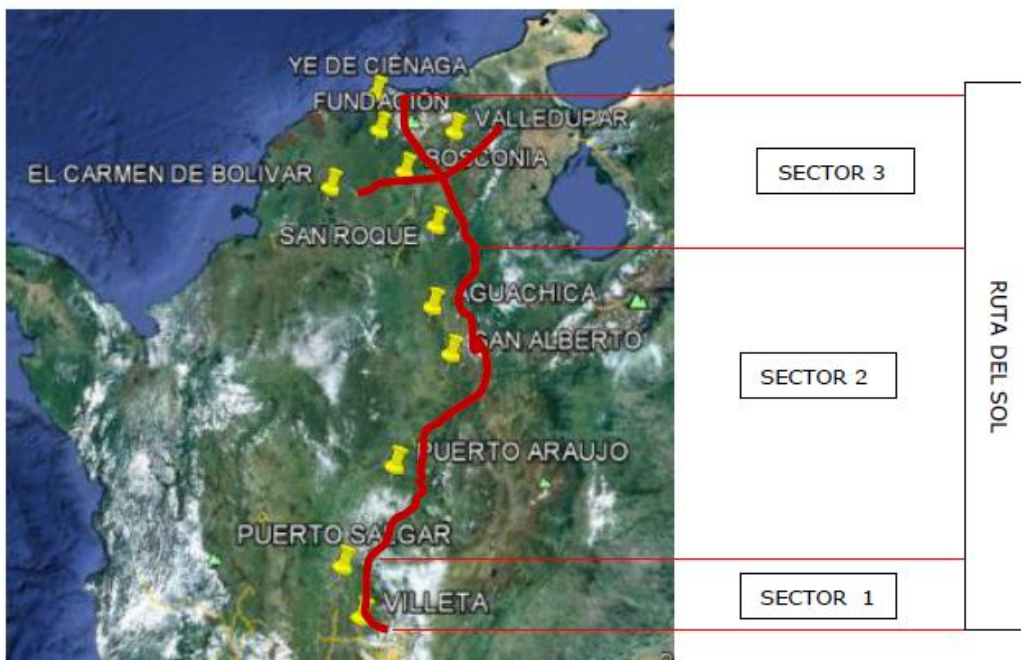 YE DE CIÉNAGA
FUNDACIÓN
VALLEDUPAR
BOSCONIA
EL CARMEN DE BOLIVAR
SAN ROQUE
AGUACHICA
SAN ALBERTO
PUERTO ARAUJO
PUERTO SALGAR
VILLETA
SECTOR 3
SECTOR 2
SECTOR 1
RUTA DEL SOL